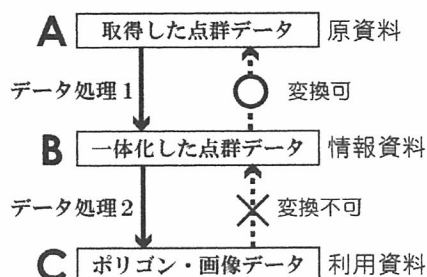 A 取得した点群データ 原資料
データ処理1 変換可
B 一体化した点群データ 情報資料
データ処理2 変換不可
C ポリゴン・画像データ 利用資料